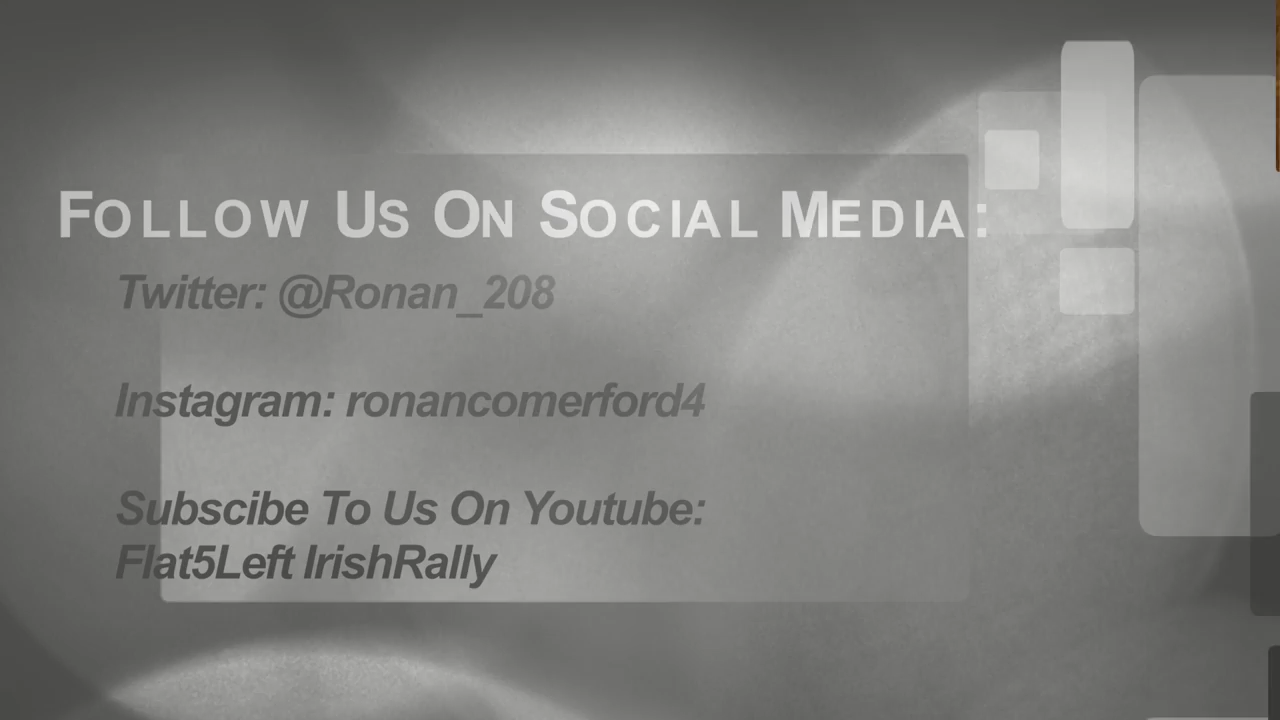 Follow Us On Social Media:
Twitter: @Ronan_208
Instagram: ronancomerford4
Subscibe To Us On Youtube:
Flat5Left IrishRally